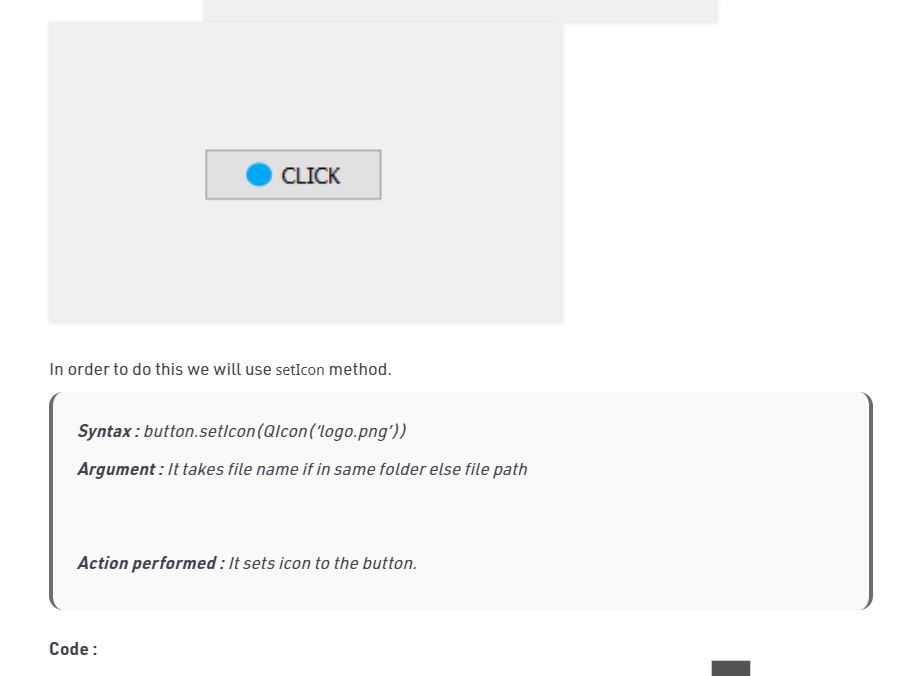 CLICK
In order to do this we will use setIcon method.
Syntax : button.setIcon(QIcon(‘logo.png’))
Argument : It takes file name if in same folder else file path
Action performed : It sets icon to the button.
Code :